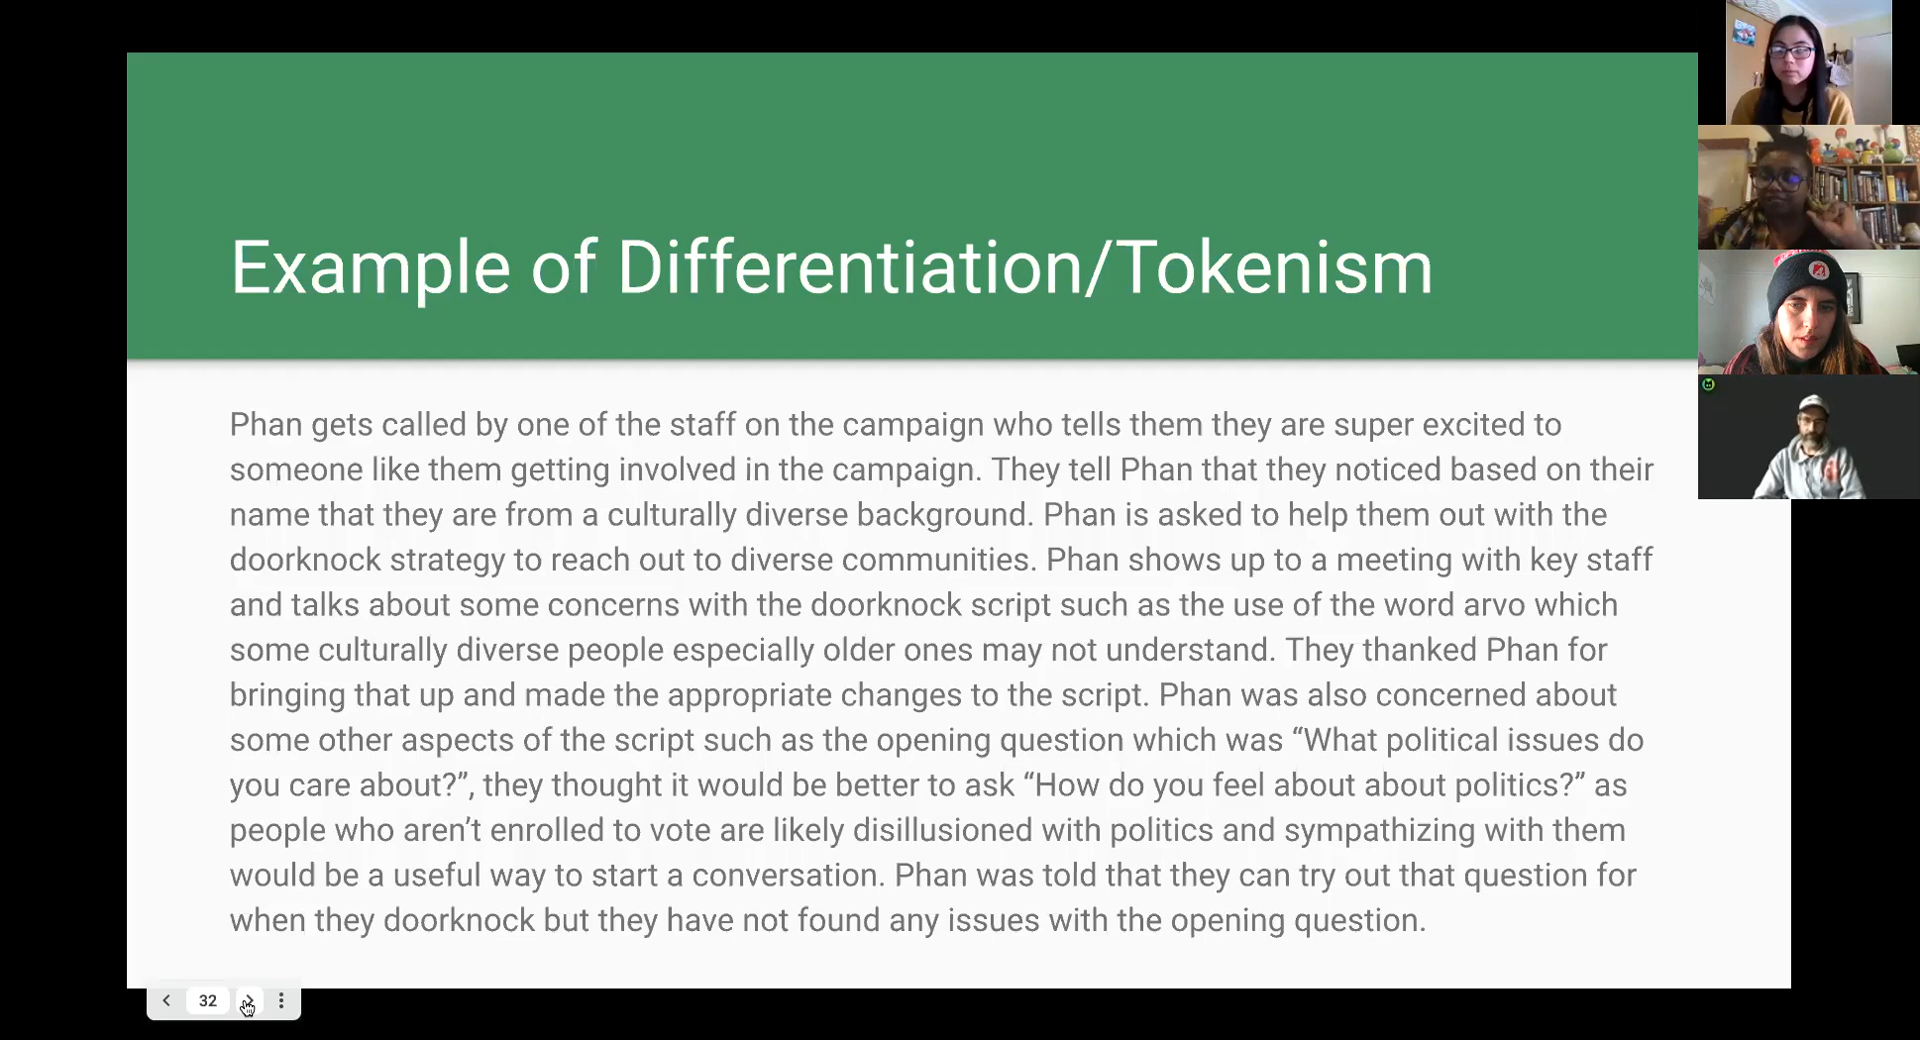 Example of Differentiation/Tokenism
Phan gets called by one of the staff on the campaign who tells them they are super excited to
someone like them getting involved in the campaign. They tell Phan that they noticed based on their
name that they are from a culturally diverse background. Phan is asked to help them out with the
doorknock strategy to reach out to diverse communities. Phan shows up to a meeting with key staff
and talks about some concerns with the doorknock script such as the use of the word arvo which
some culturally diverse people especially older ones may not understand. They thanked Phan for
bringing that up and made the appropriate changes to the script. Phan was also concerned about
some other aspects of the script such as the opening question which was “What political issues do
you care about?”, they thought it would be better to ask “How do you feel about about politics?” as
people who aren’t enrolled to vote are likely disillusioned with politics and sympathizing with them
would be a useful way to start a conversation. Phan was told that they can try out that question for
when they doorknock but they have not found any issues with the opening question.
32